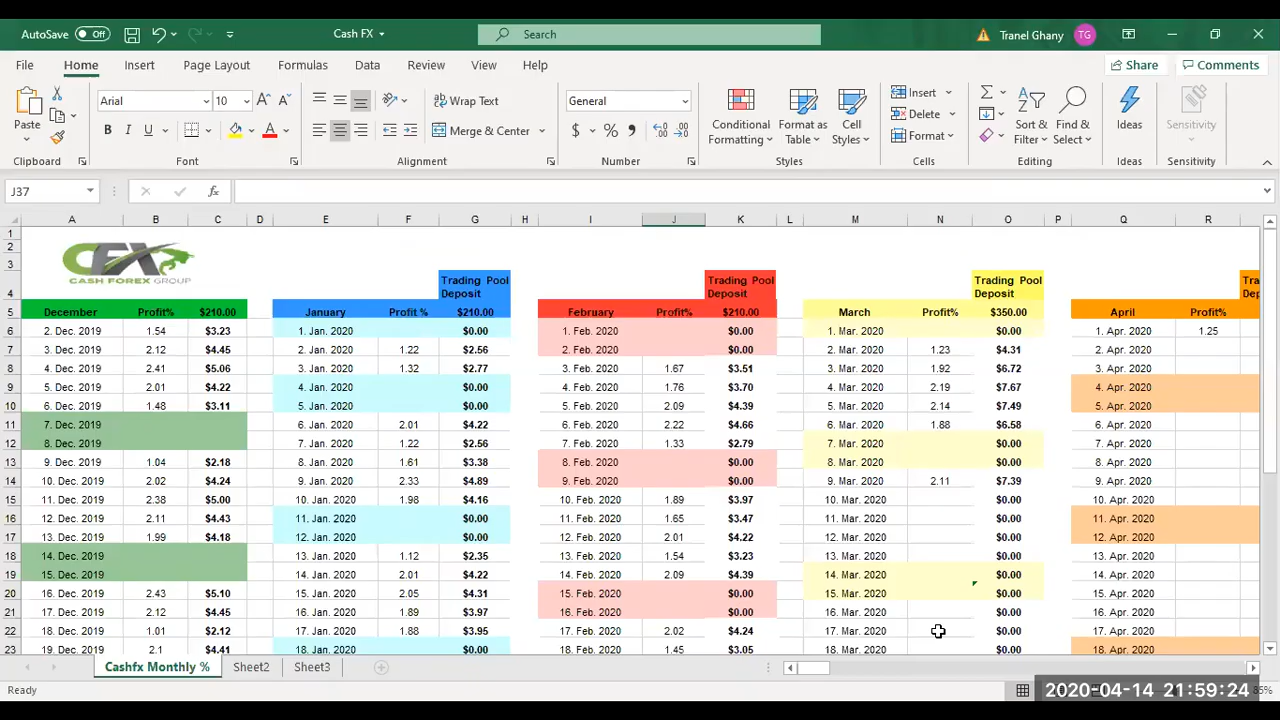 AutoSave Off Cash FX Search Tranel Ghany TG
File Home Insert Page Layout Formulas Data Review View Help Share Comments
Paste Arial 10 Wrap Text General Conditional Formatting Format as Table Cell Styles Insert Sort & Filter Find & Select Ideas Sensitivity
B I U Merge & Center $ % Delete
Format
Clipboard Font Alignment Number Styles Cells Editing Ideas Sensitivity
J37 fx
A B C D E F G H I J K L M N O P Q R
1
2 CFX
3 CASH FOREX GROUP
4 Trading Pool Deposit Trading Pool Deposit Trading Pool Deposit
5 December Profit% $210.00 January Profit % $210.00 February Profit% $210.00 March Profit% $350.00 April Profit%
6 2. Dec. 2019 1.54 $3.23 1. Jan. 2020 $0.00 1. Feb. 2020 $0.00 1. Mar. 2020 $0.00 1. Apr. 2020 1.25
7 3. Dec. 2019 2.12 $4.45 2. Jan. 2020 1.22 $2.56 2. Feb. 2020 $0.00 2. Mar. 2020 1.23 $4.31 2. Apr. 2020
8 4. Dec. 2019 2.41 $5.06 3. Jan. 2020 1.32 $2.77 3. Feb. 2020 1.67 $3.51 3. Mar. 2020 1.92 $6.72 3. Apr. 2020
9 5. Dec. 2019 2.01 $4.22 4. Jan. 2020 $0.00 4. Feb. 2020 1.76 $3.70 4. Mar. 2020 2.19 $7.67 4. Apr. 2020
10 6. Dec. 2019 1.48 $3.11 5. Jan. 2020 $0.00 5. Feb. 2020 2.09 $4.39 5. Mar. 2020 2.14 $7.49 5. Apr. 2020
11 7. Dec. 2019 6. Jan. 2020 2.01 $4.22 6. Feb. 2020 2.22 $4.66 6. Mar. 2020 1.88 $6.58 6. Apr. 2020
12 8. Dec. 2019 7. Jan. 2020 1.22 $2.56 7. Feb. 2020 1.33 $2.79 7. Mar. 2020 $0.00 7. Apr. 2020
13 9. Dec. 2019 1.04 $2.18 8. Jan. 2020 1.61 $3.38 8. Feb. 2020 $0.00 8. Mar. 2020 $0.00 8. Apr. 2020
14 10. Dec. 2019 2.02 $4.24 9. Jan. 2020 2.33 $4.89 9. Feb. 2020 $0.00 9. Mar. 2020 2.11 $7.39 9. Apr. 2020
15 11. Dec. 2019 2.38 $5.00 10. Jan. 2020 1.98 $4.16 10. Feb. 2020 1.89 $3.97 10. Mar. 2020 $0.00 10. Apr. 2020
16 12. Dec. 2019 2.11 $4.43 11. Jan. 2020 $0.00 11. Feb. 2020 1.65 $3.47 11. Mar. 2020 $0.00 11. Apr. 2020
17 13. Dec. 2019 1.99 $4.18 12. Jan. 2020 $0.00 12. Feb. 2020 2.01 $4.22 12. Mar. 2020 $0.00 12. Apr. 2020
18 14. Dec. 2019 13. Jan. 2020 1.12 $2.35 13. Feb. 2020 1.54 $3.23 13. Mar. 2020 $0.00 13. Apr. 2020
19 15. Dec. 2019 14. Jan. 2020 2.01 $4.22 14. Feb. 2020 2.09 $4.39 14. Mar. 2020 $0.00 14. Apr. 2020
20 16. Dec. 2019 2.43 $5.10 15. Jan. 2020 2.05 $4.31 15. Feb. 2020 $0.00 15. Mar. 2020 $0.00 15. Apr. 2020
21 17. Dec. 2019 2.12 $4.45 16. Jan. 2020 1.89 $3.97 16. Feb. 2020 $0.00 16. Mar. 2020 $0.00 16. Apr. 2020
22 18. Dec. 2019 1.01 $2.12 17. Jan. 2020 1.88 $3.95 17. Feb. 2020 2.02 $4.24 17. Mar. 2020 $0.00 17. Apr. 2020
23 19. Dec. 2019 2.1 $4.41 18. Jan. 2020 $0.00 18. Feb. 2020 1.45 $3.05 18. Mar. 2020 $0.00 18. Apr. 2020
Cashfx Monthly % Sheet2 Sheet3
Ready 2020-04-14 21:59:24